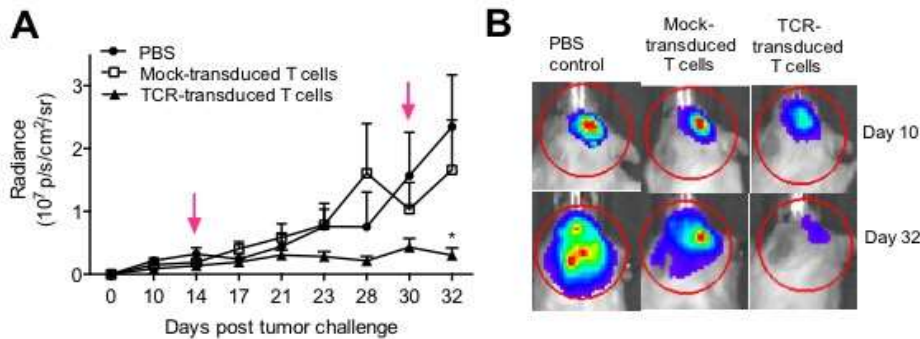 A
PBS
Mock-transduced T cells
TCR-transduced T cells
3
2
1
0
Radiance
(10⁷ p/s/cm²/sr)
*
0 10 14 17 21 23 28 30 32
Days post tumor challenge
B
PBS
control
Mock-
transduced
T cells
TCR-
transduced
T cells
Day 10
Day 32